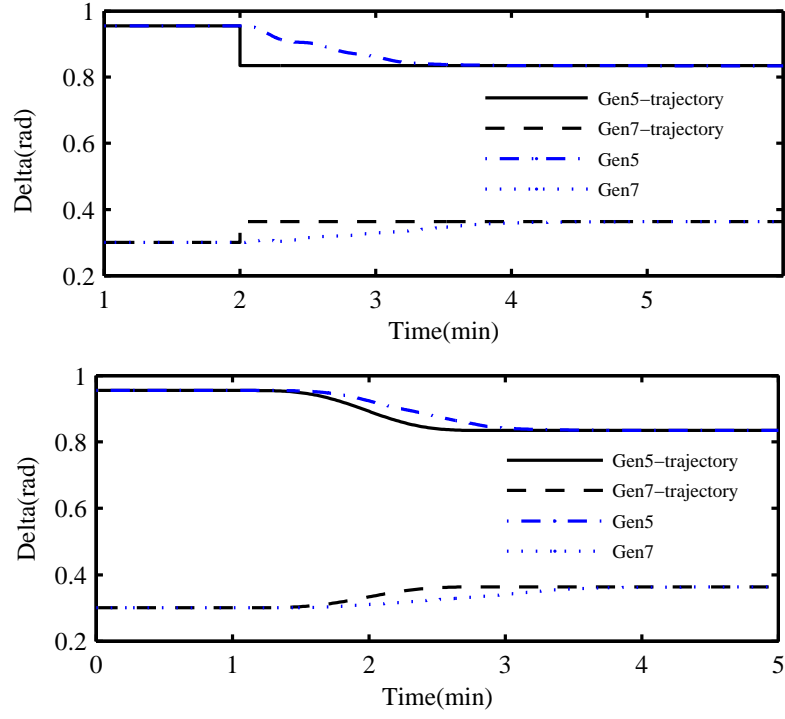 1
0.8
0.6
0.4
0.2
Delta(rad)
Gen5-trajectory
Gen7-trajectory
Gen5
Gen7
1
2
3
4
5
Time(min)
1
0.8
0.6
0.4
0.2
Delta(rad)
Gen5-trajectory
Gen7-trajectory
Gen5
Gen7
0
1
2
3
4
5
Time(min)